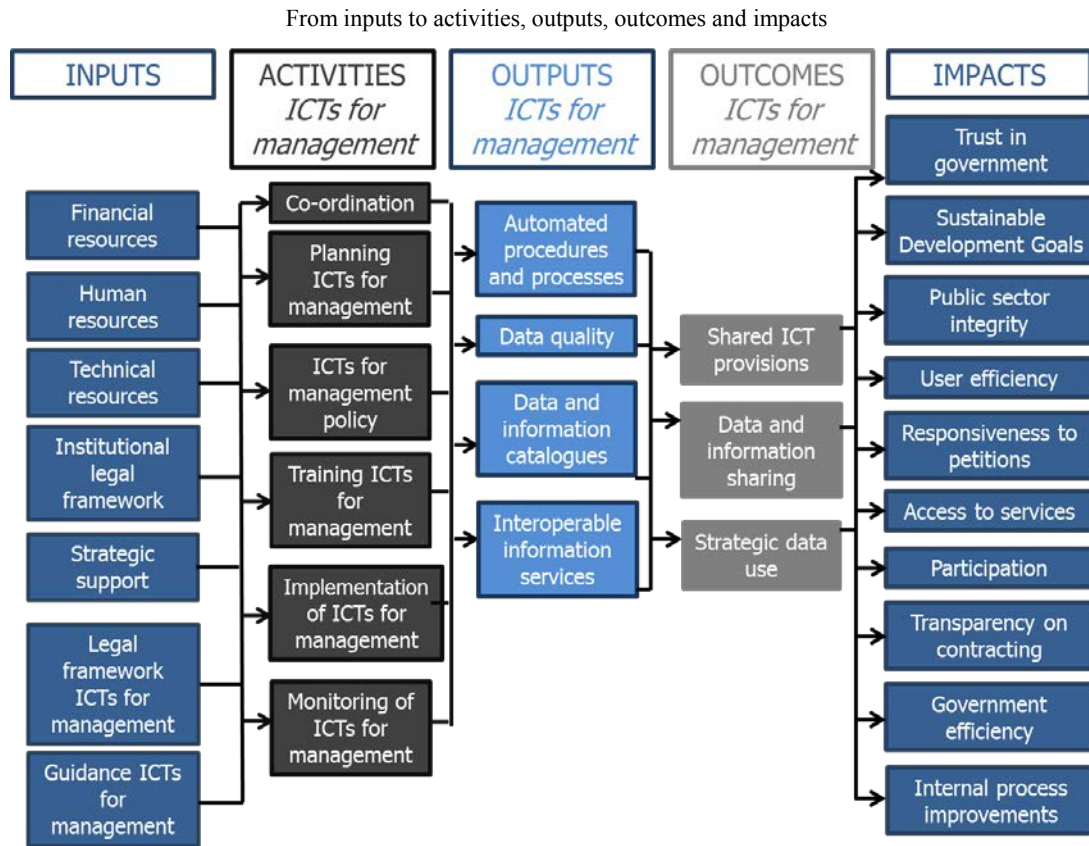 From inputs to activities, outputs, outcomes and impacts
INPUTS
ACTIVITIES
ICTs for
management
OUTPUTS
ICTs for
management
OUTCOMES
ICTs for
management
IMPACTS
Financial
resources
Human
resources
Technical
resources
Institutional
legal
framework
Strategic
support
Legal
framework
ICTs for
management
Guidance ICTs
for
management
Co-ordination
Planning
ICTs for
management
ICTs for
management
policy
Training ICTs
for
management
Implementation
of ICTs for
management
Monitoring of
ICTs for
management
Automated
procedures
and processes
Data quality
Data and
information
catalogues
Interoperable
information
services
Shared ICT
provisions
Data and
information
sharing
Strategic data
use
Trust in
government
Sustainable
Development Goals
Public sector
integrity
User efficiency
Responsiveness to
petitions
Access to services
Participation
Transparency on
contracting
Government
efficiency
Internal process
improvements